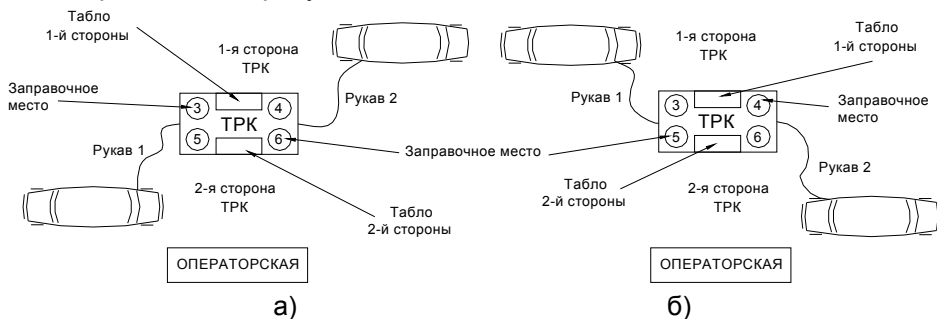 Табло
1-й стороны
1-я сторона
ТРК
Заправочное
место
3
4
ТРК
5
6
Рукав 2
Рукав 1
2-я сторона
ТРК
Табло
2-й стороны
ОПЕРАТОРСКАЯ
а)
Заправочное место
1-я сторона
ТРК
Табло
1-й стороны
Рукав 1
3
4
ТРК
5
6
Заправочное
место
Рукав 2
Табло
2-й стороны
2-я сторона
ТРК
ОПЕРАТОРСКАЯ
б)